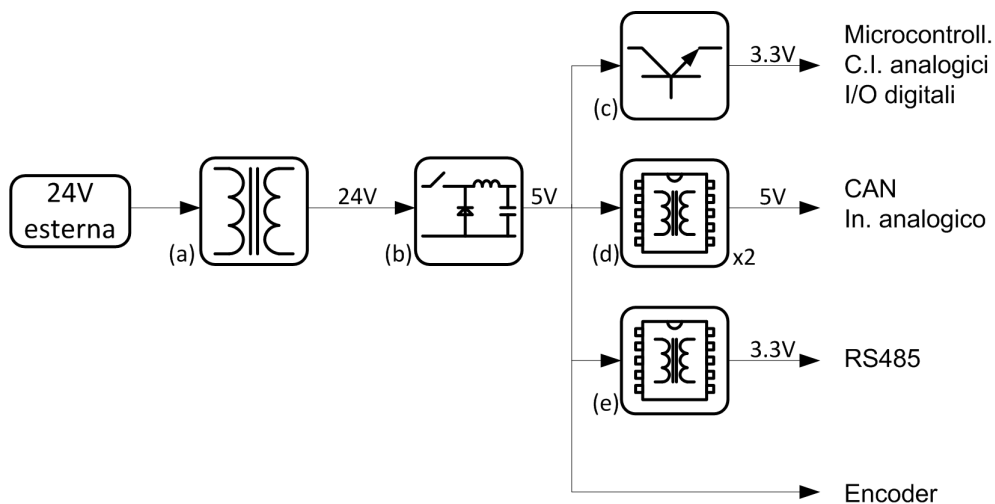 24V
esterna
(a)
24V
(b)
5V
(c)
3.3V
Microcontroll.
C.I. analogici
I/O digitali
(d)
x2
5V
CAN
In. analogico
(e)
3.3V
RS485
Encoder